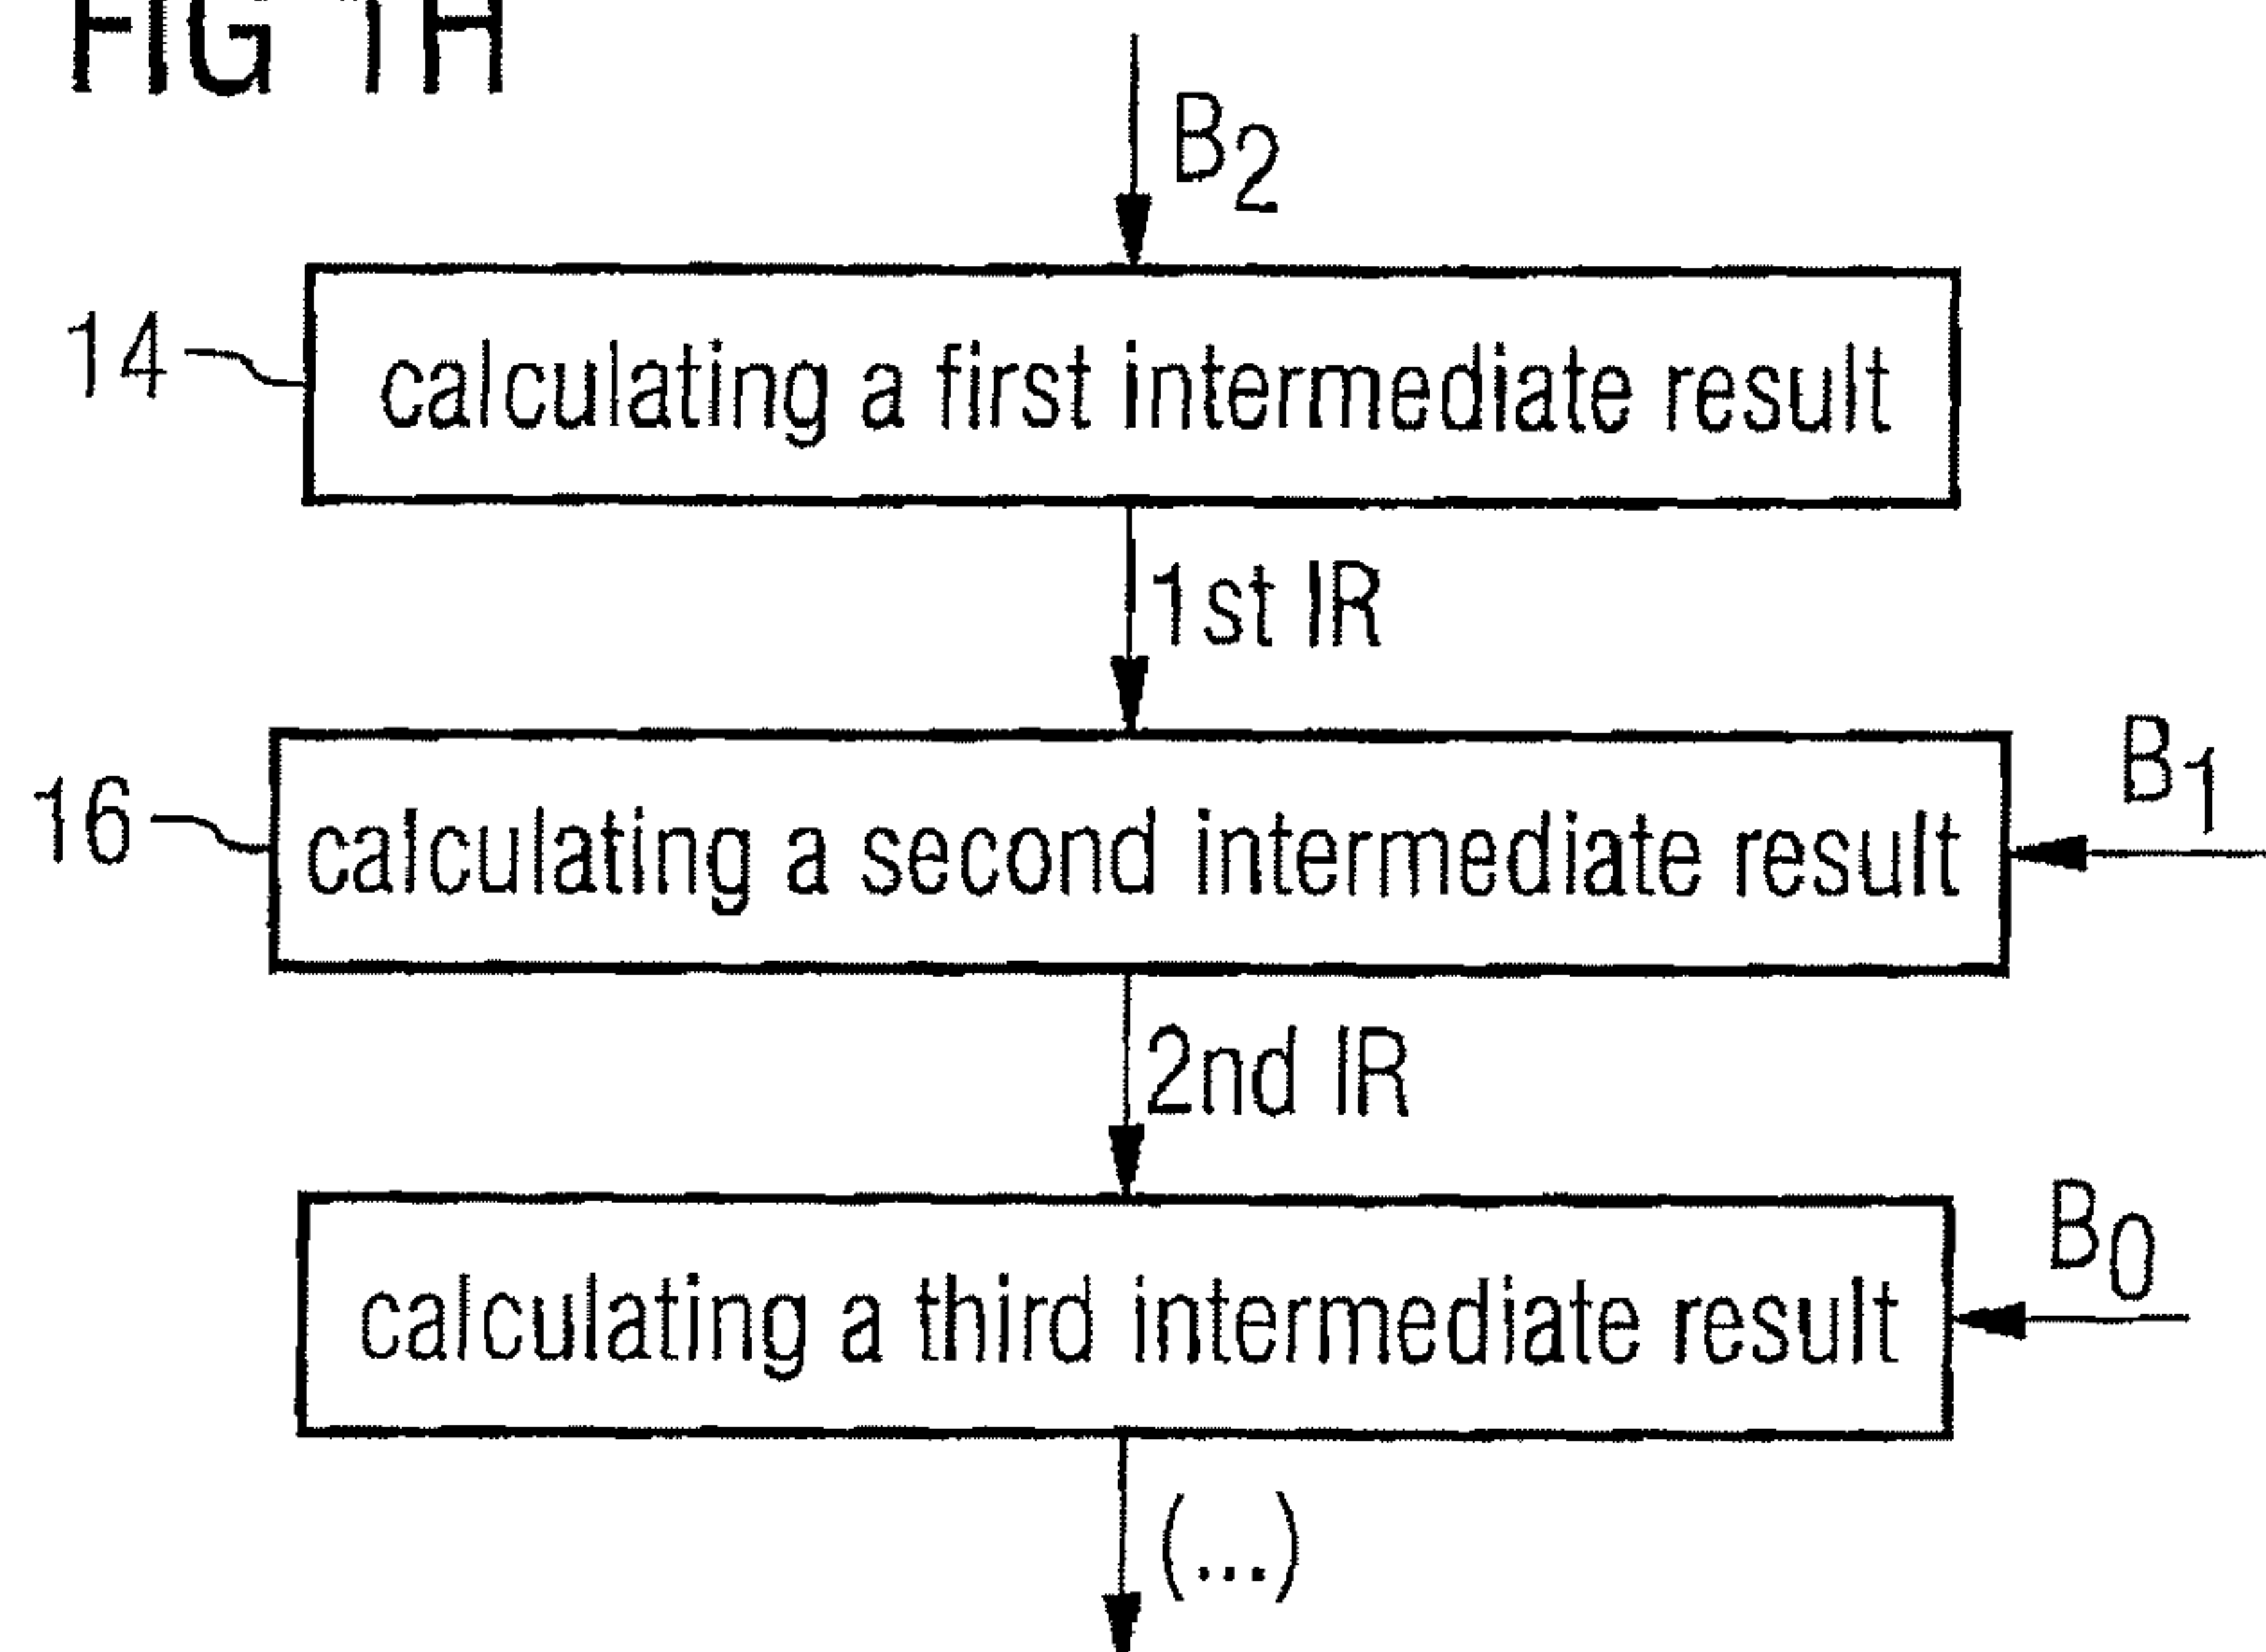 FIG 1H
B2
14
calculating a first intermediate result
1st IR
B1
16
calculating a second intermediate result
2nd IR
B0
calculating a third intermediate result
(...)